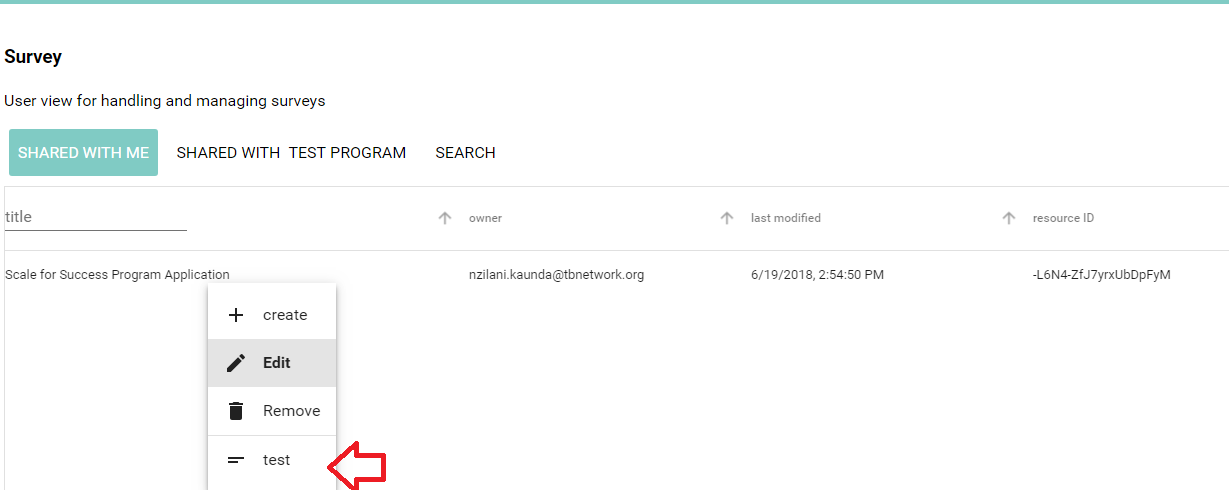 Survey
User view for handling and managing surveys
SHARED WITH ME SHARED WITH TEST PROGRAM SEARCH
title owner last modified resource ID
Scale for Success Program Application nzilani.kaunda@tbnetwork.org 6/19/2018, 2:54:50 PM -L6N4-ZfJ7yrxUbDpFyM
create
Edit
Remove
test